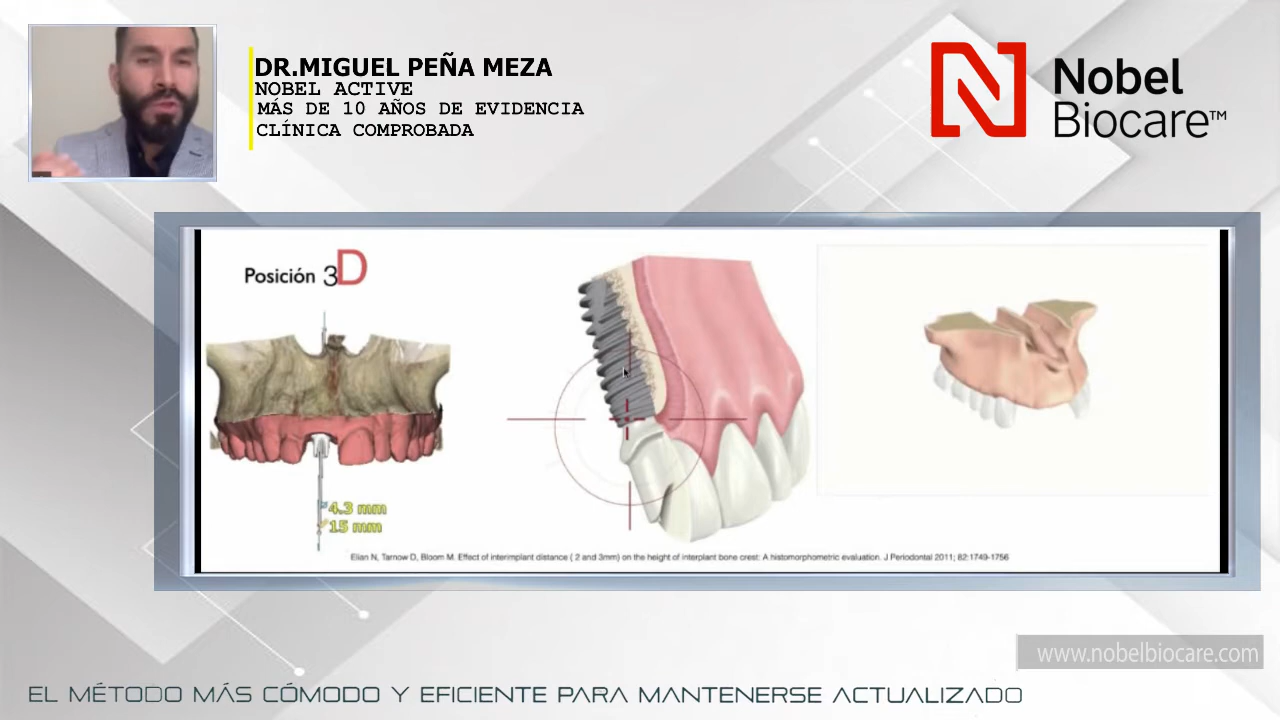 DR.MIGUEL PEÑA MEZA
NOBEL ACTIVE
MÁS DE 10 AÑOS DE EVIDENCIA
CLÍNICA COMPROBADA
Nobel
Biocare™
Posición 3D
4.3 mm
15 mm
Elian N, Tarnow D, Bloom M. Effect of interimplant distance ( 2 and 3mm) on the height of interplant bone crest: A histomorphometric evaluation. J Periodontal 2011; 82:1749-1756
www.nobelbiocare.com
EL MÉTODO MÁS CÓMODO Y EFICIENTE PARA MANTENERSE ACTUALIZADO